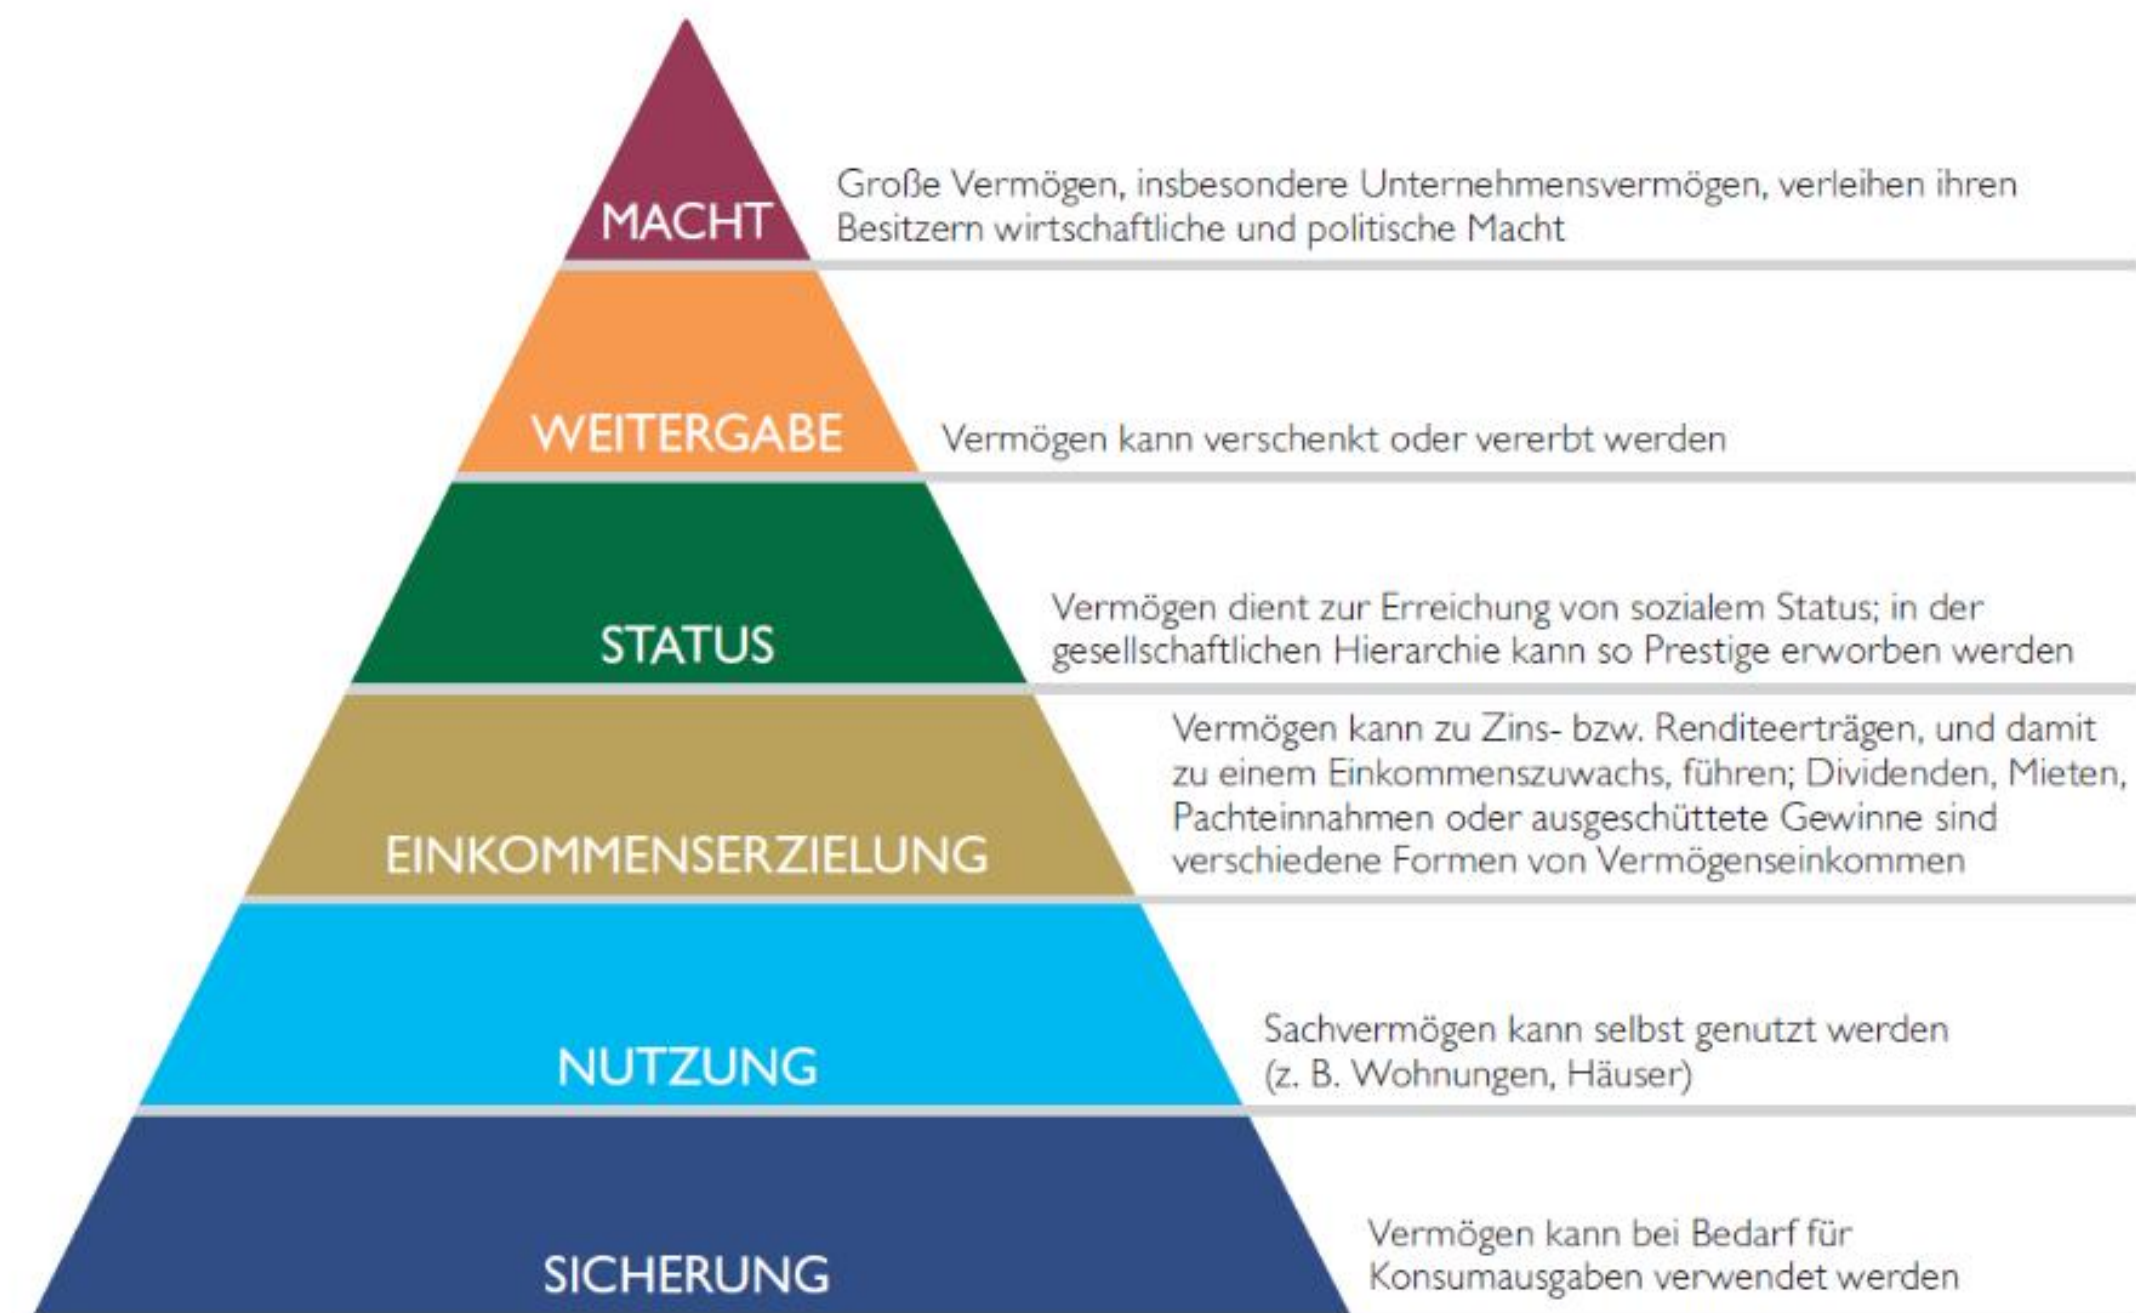 MACHT
Große Vermögen, insbesondere Unternehmensvermögen, verleihen ihren
Besitzern wirtschaftliche und politische Macht
WEITERGABE
Vermögen kann verschenkt oder vererbt werden
STATUS
Vermögen dient zur Erreichung von sozialem Status; in der
gesellschaftlichen Hierarchie kann so Prestige erworben werden
EINKOMMENSERZIELUNG
Vermögen kann zu Zins- bzw. Renditeerträgen, und damit
zu einem Einkommenszuwachs, führen; Dividenden, Mieten,
Pachteinnahmen oder ausgeschüttete Gewinne sind
verschiedene Formen von Vermögenseinkommen
NUTZUNG
Sachvermögen kann selbst genutzt werden
(z. B. Wohnungen, Häuser)
SICHERUNG
Vermögen kann bei Bedarf für
Konsumausgaben verwendet werden